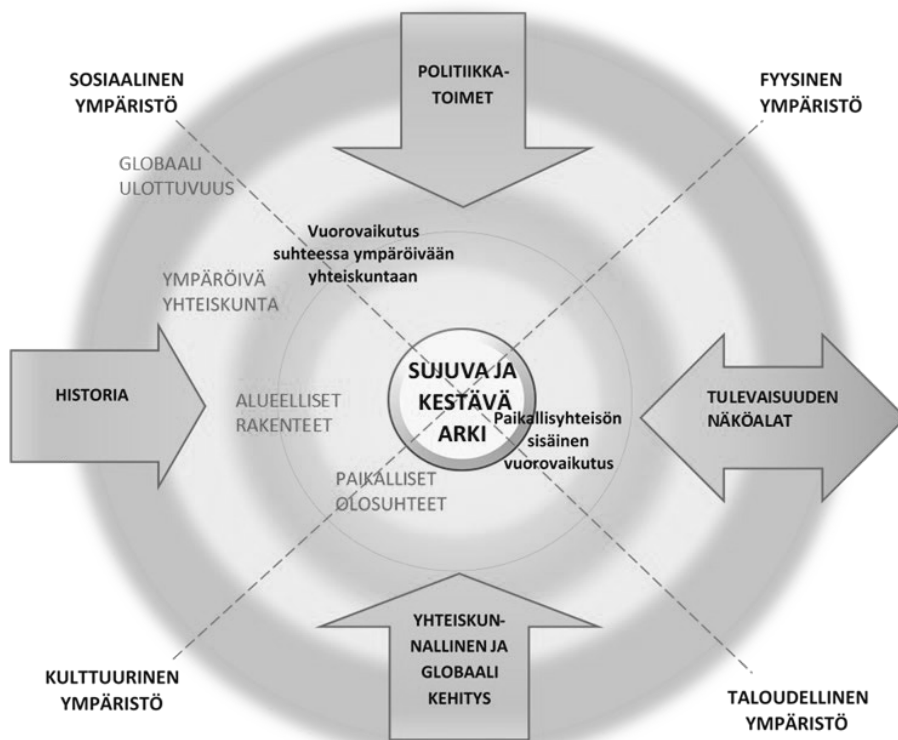 SOSIAALINEN
YMPÄRISTÖ
POLITIIKKA-
TOIMET
FYYSINEN
YMPÄRISTÖ
GLOBAALI
ULOTTUVUUS
Vuorovaikutus
suhteessa ympäröivään
yhteiskuntaan
YMPÄRÖIVÄ
YHTEISKUNTA
HISTORIA
ALUEELLISET
RAKENTEET
SUJUVA JA
KESTÄVÄ
ARKI
Paikallisyhteisön
sisäinen
vuorovaikutus
TULEVAISUUDEN
NÄKÖALAT
PAIKALLISET
OLOSUHTEET
YHTEISKUN-
NALLINEN JA
GLOBAALI
KEHITYS
KULTTUURINEN
YMPÄRISTÖ
TALOUDELLINEN
YMPÄRISTÖ